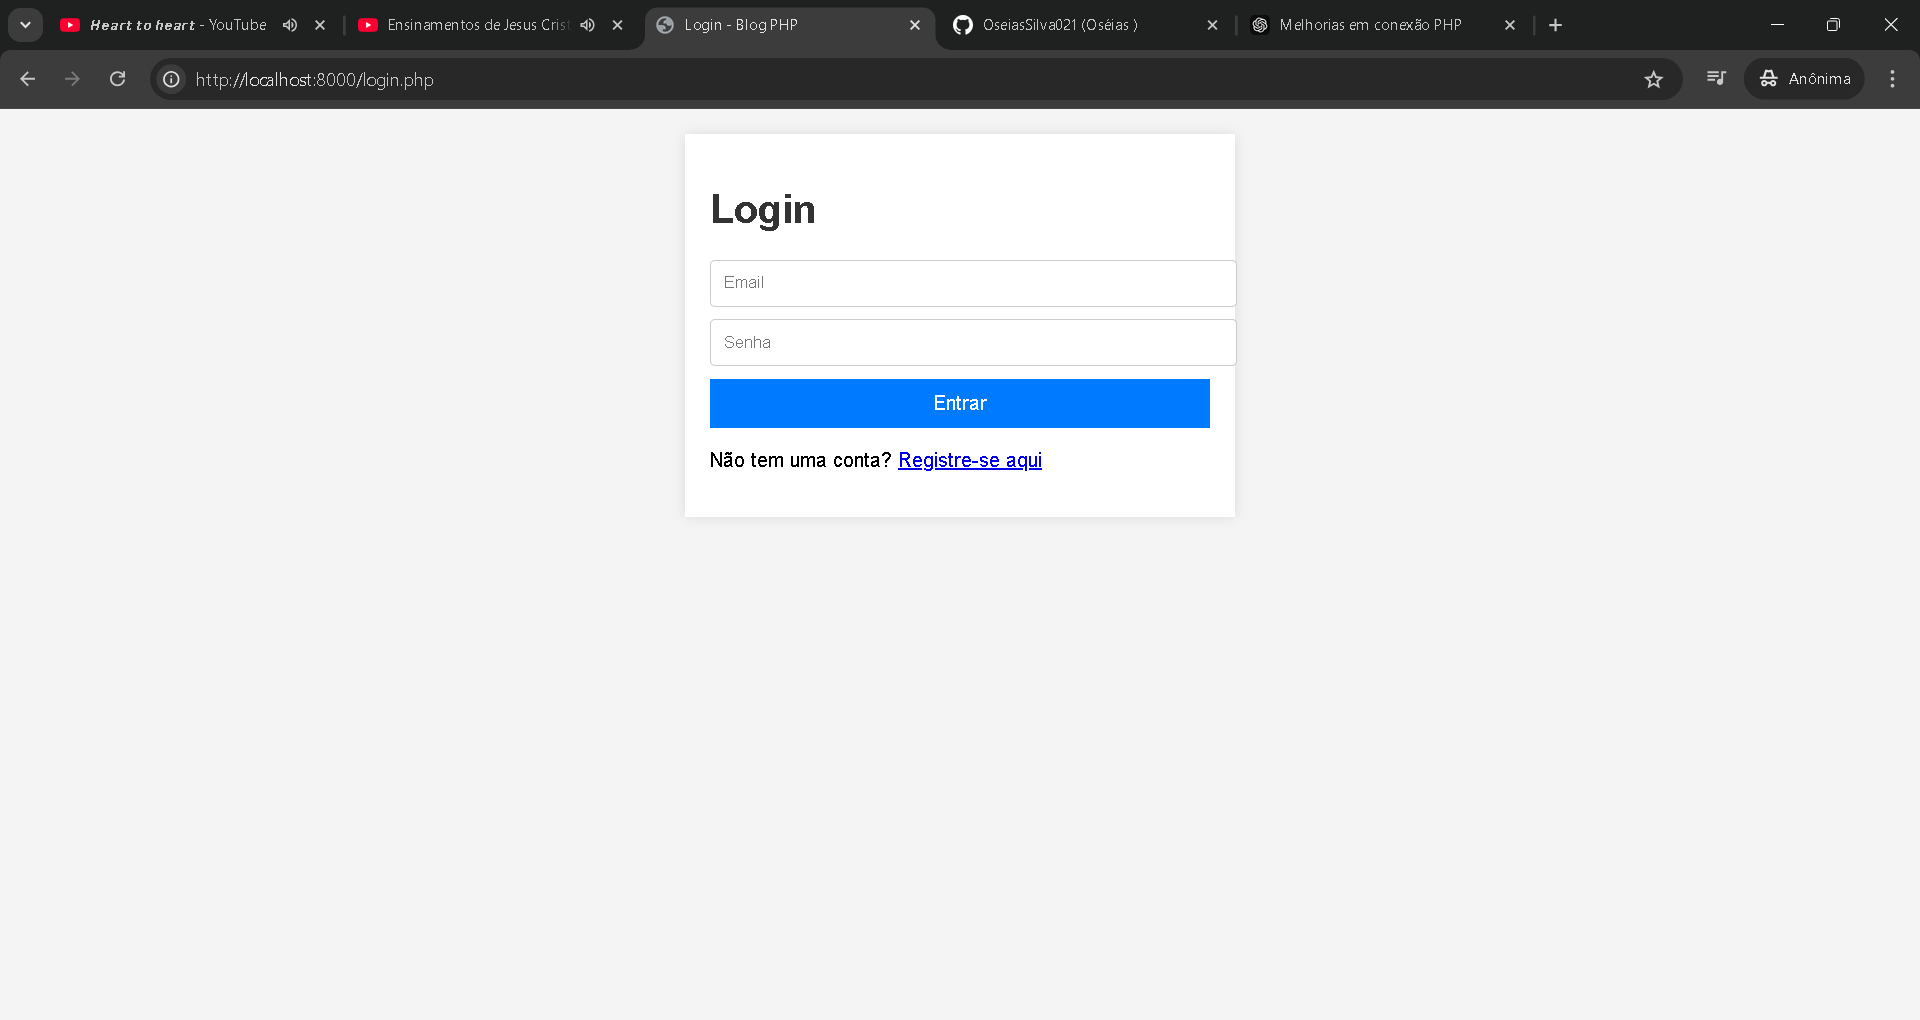 Heart to heart - YouTube
Ensinamentos de Jesus Crist
Login - Blog PHP
OseiasSilva021 (Oséias )
Melhorias em conexão PHP
http://localhost:8000/login.php
Anônima
Login
Email
Senha
Entrar
Não tem uma conta? Registre-se aqui